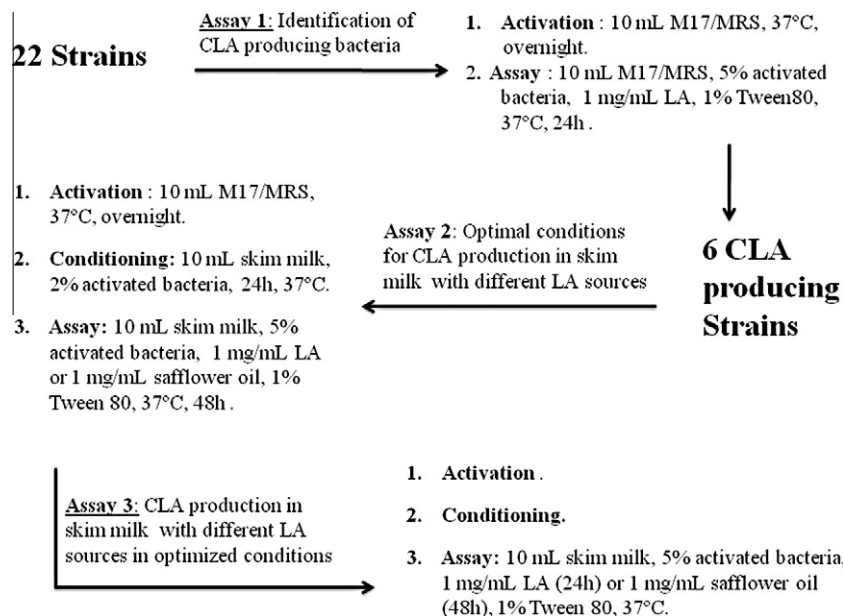 22 Strains
Assay 1: Identification of
CLA producing bacteria
1. Activation : 10 mL M17/MRS, 37°C,
overnight.
2. Assay : 10 mL M17/MRS, 5% activated
bacteria, 1 mg/mL LA, 1% Tween80,
37°C, 24h .
6 CLA
producing
Strains
Assay 2: Optimal conditions
for CLA production in skim
milk with different LA sources
1. Activation : 10 mL M17/MRS,
37°C, overnight.
2. Conditioning: 10 mL skim milk,
2% activated bacteria, 24h, 37°C.
3. Assay: 10 mL skim milk, 5%
activated bacteria, 1 mg/mL LA
or 1 mg/mL safflower oil, 1%
Tween 80, 37°C, 48h .
Assay 3: CLA production in
skim milk with different LA
sources in optimized conditions
1. Activation .
2. Conditioning.
3. Assay: 10 mL skim milk, 5% activated bacteria,
1 mg/mL LA (24h) or 1 mg/mL safflower oil
(48h), 1% Tween 80, 37°C.